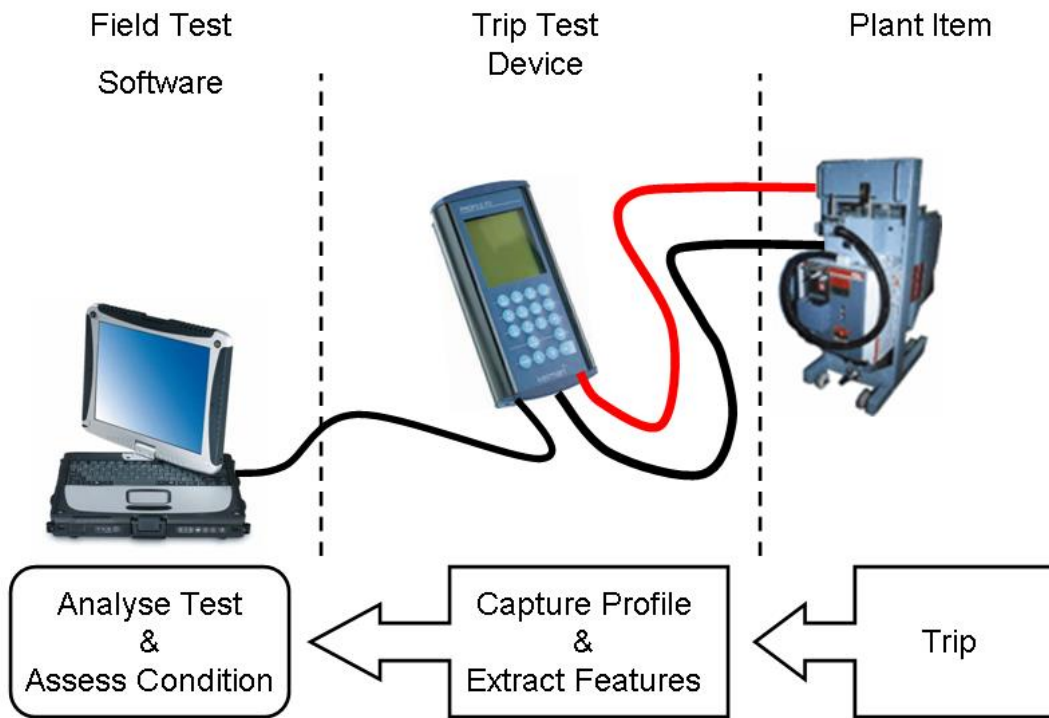 Field Test
Software
Trip Test
Device
Plant Item
Analyse Test
&
Assess Condition
Capture Profile
&
Extract Features
Trip